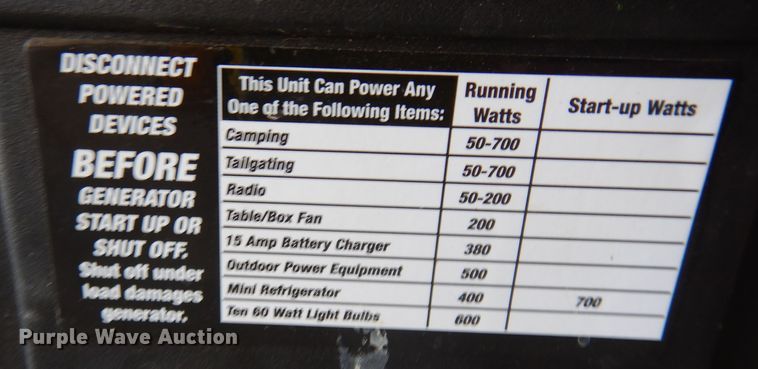 DISCONNECT
POWERED
DEVICES
BEFORE
GENERATOR
START UP OR
SHUT OFF.
Shut off under
load damages
generator.
This Unit Can Power Any
One of the Following Items:
Running
Watts
Start-up Watts
Camping 50-700
Tailgating 50-700
Radio 50-200
Table/Box Fan 200
15 Amp Battery Charger 380
Outdoor Power Equipment 500
Mini Refrigerator 400 700
Ten 60 Watt Light Bulbs 600
Purple Wave Auction